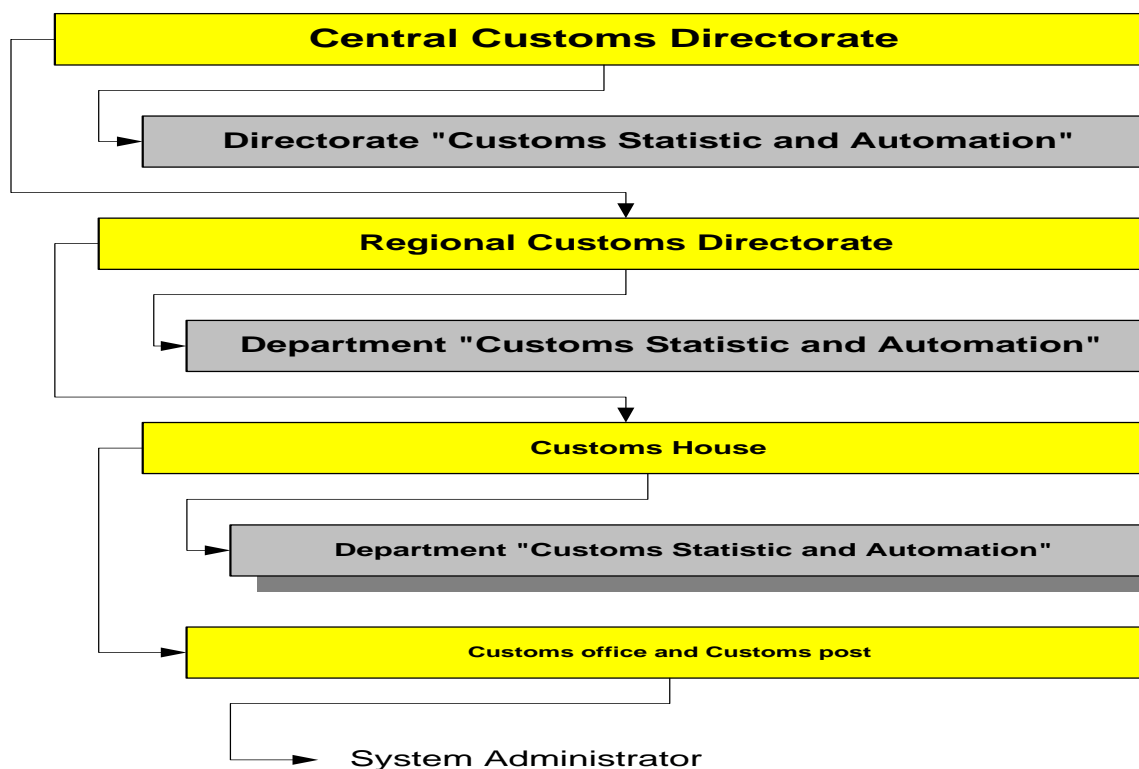 Central Customs Directorate
Directorate "Customs Statistic and Automation"
Regional Customs Directorate
Department "Customs Statistic and Automation"
Customs House
Department "Customs Statistic and Automation"
Customs office and Customs post
System Administrator